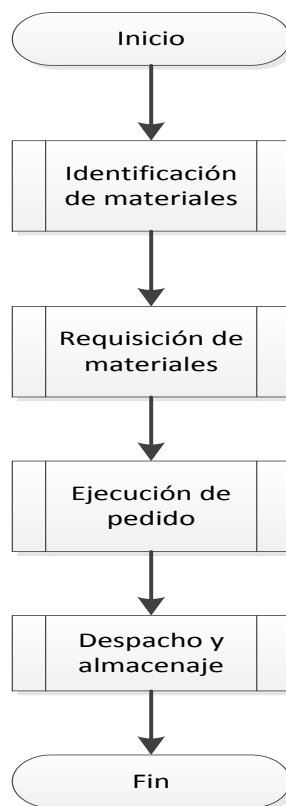 Inicio
Identificación
de materiales
Requisición de
materiales
Ejecución de
pedido
Despacho y
almacenaje
Fin